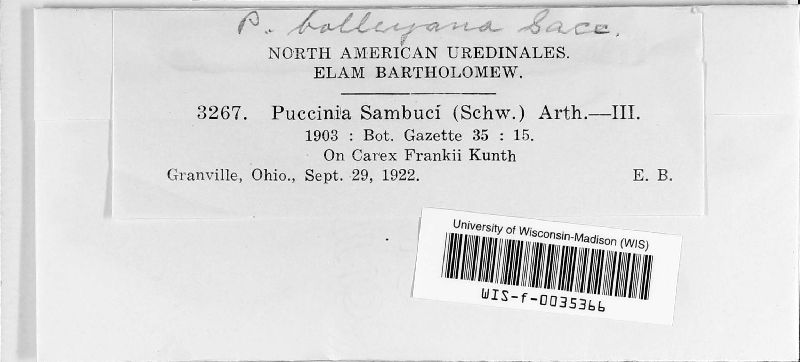 P. bolleyana Sacc.
NORTH AMERICAN UREDINALES.
ELAM BARTHOLOMEW.
3267. Puccinia Sambuci (Schw.) Arth.—III.
1903 : Bot. Gazette 35 : 15.
On Carex Frankii Kunth
Granville, Ohio., Sept. 29, 1922. E. B.
University of Wisconsin-Madison (WIS)
WIS-f-0035366